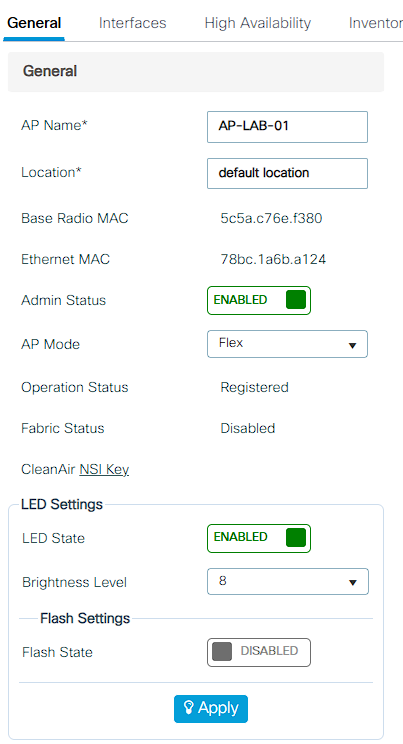 General Interfaces High Availability Inventor
General
AP Name* AP-LAB-01
Location* default location
Base Radio MAC 5c5a.c76e.f380
Ethernet MAC 78bc.1a6b.a124
Admin Status ENABLED
AP Mode Flex
Operation Status Registered
Fabric Status Disabled
CleanAir NSI Key
LED Settings
LED State ENABLED
Brightness Level 8
Flash Settings
Flash State DISABLED
Apply